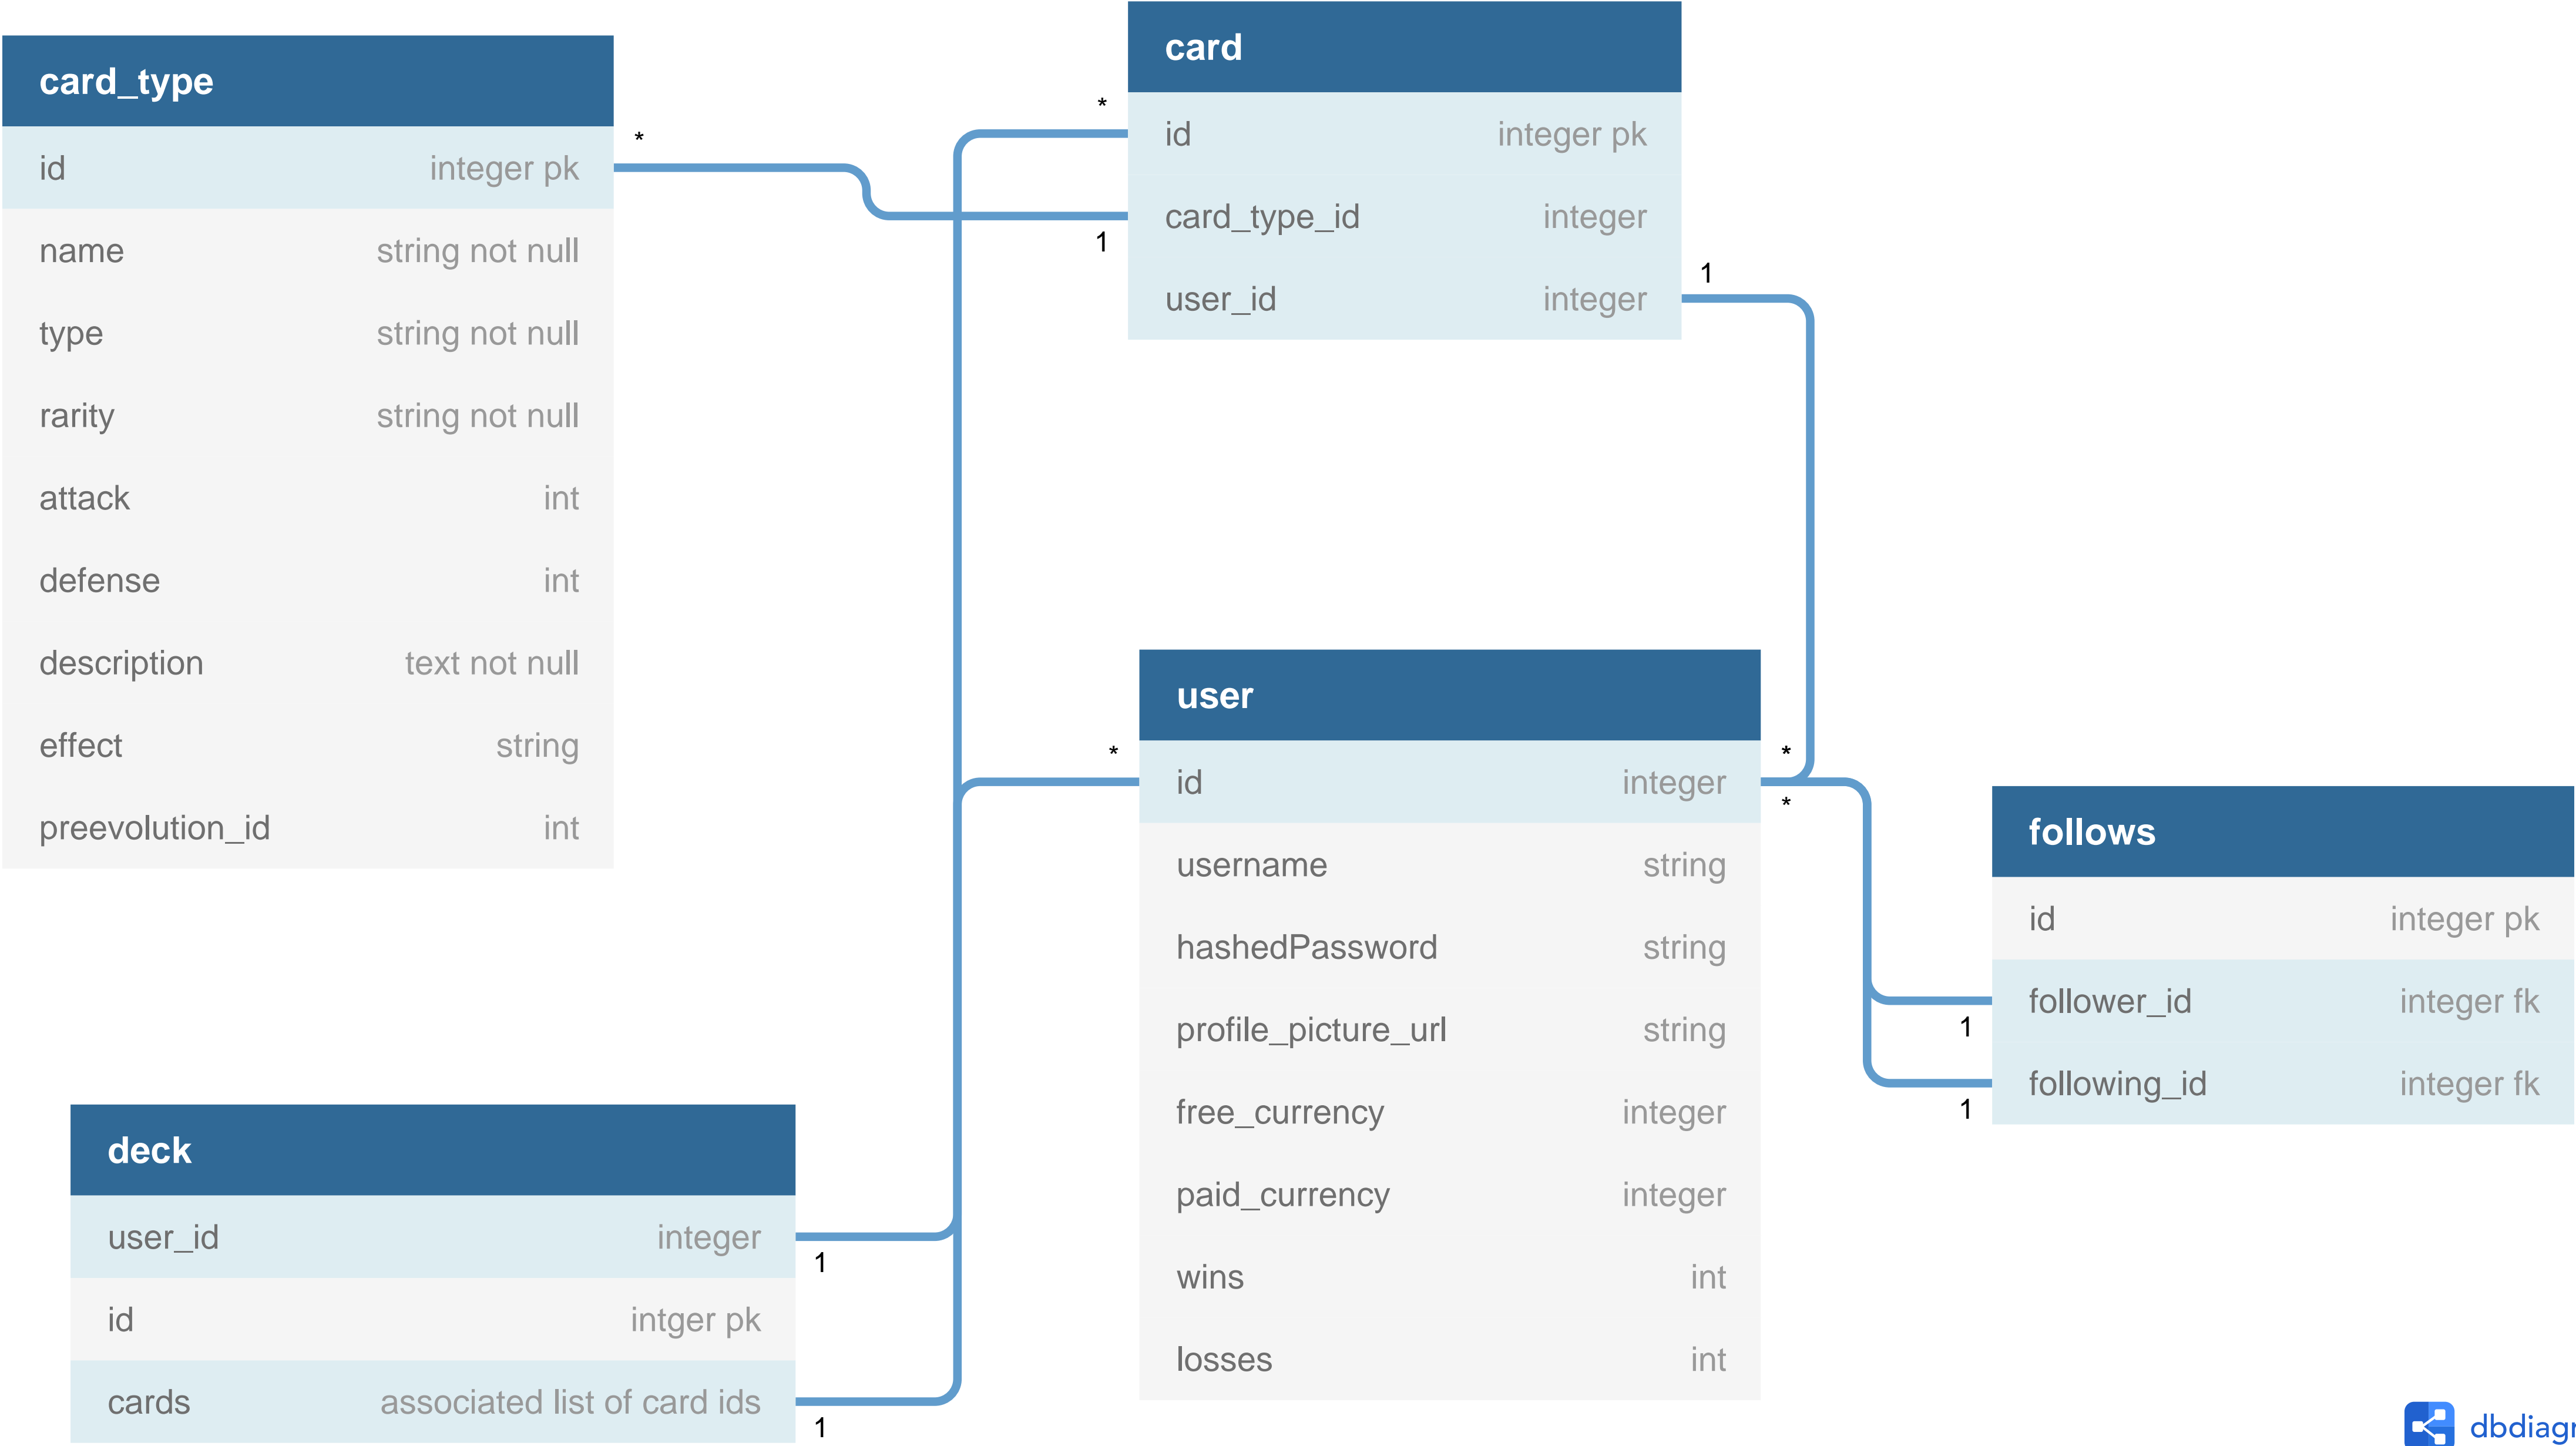 card_type
id integer pk
name string not null
type string not null
rarity string not null
attack int
defense int
description text not null
effect string
preevolution_id int
*
card
id integer pk
card_type_id integer
user_id integer
*
1
1
user
id integer
username string
hashedPassword string
profile_picture_url string
free_currency integer
paid_currency integer
wins int
losses int
*
*
*
follows
id integer pk
follower_id integer fk
following_id integer fk
1
1
deck
user_id integer
id intger pk
cards associated list of card ids
1
1
dbdiagr